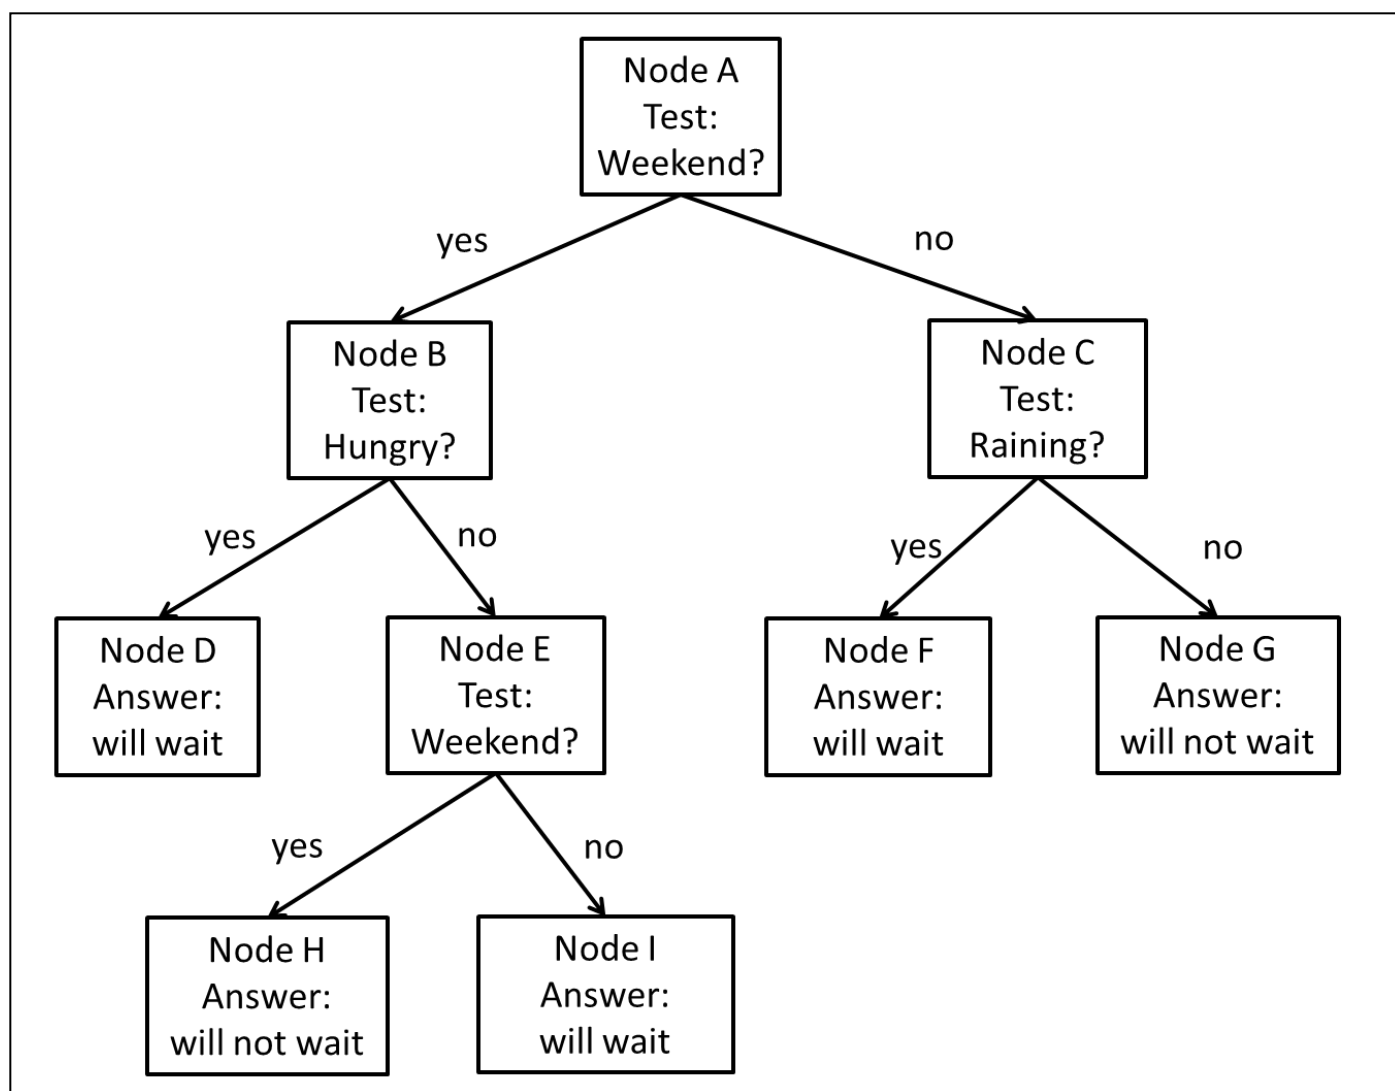 Node A
Test:
Weekend?
yes
no
Node B
Test:
Hungry?
Node C
Test:
Raining?
yes
no
yes
no
Node D
Answer:
will wait
Node E
Test:
Weekend?
Node F
Answer:
will wait
Node G
Answer:
will not wait
yes
no
Node H
Answer:
will not wait
Node I
Answer:
will wait